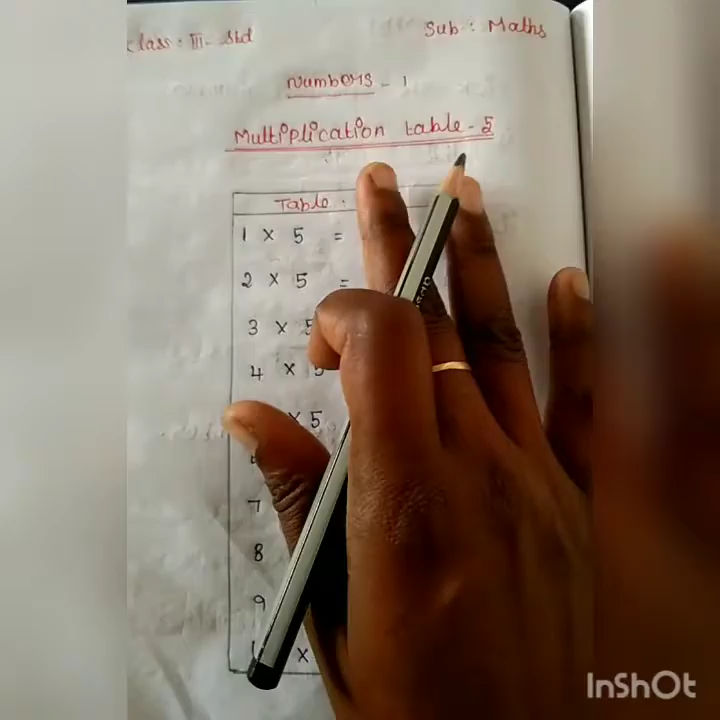 Class : III - Std
Sub : Maths
Numbers - 1
Multiplication table - 5
Table :
1 × 5 =
2 × 5 =
3 × 5
4 × 5
× 5
7
8
9
×
InShOt